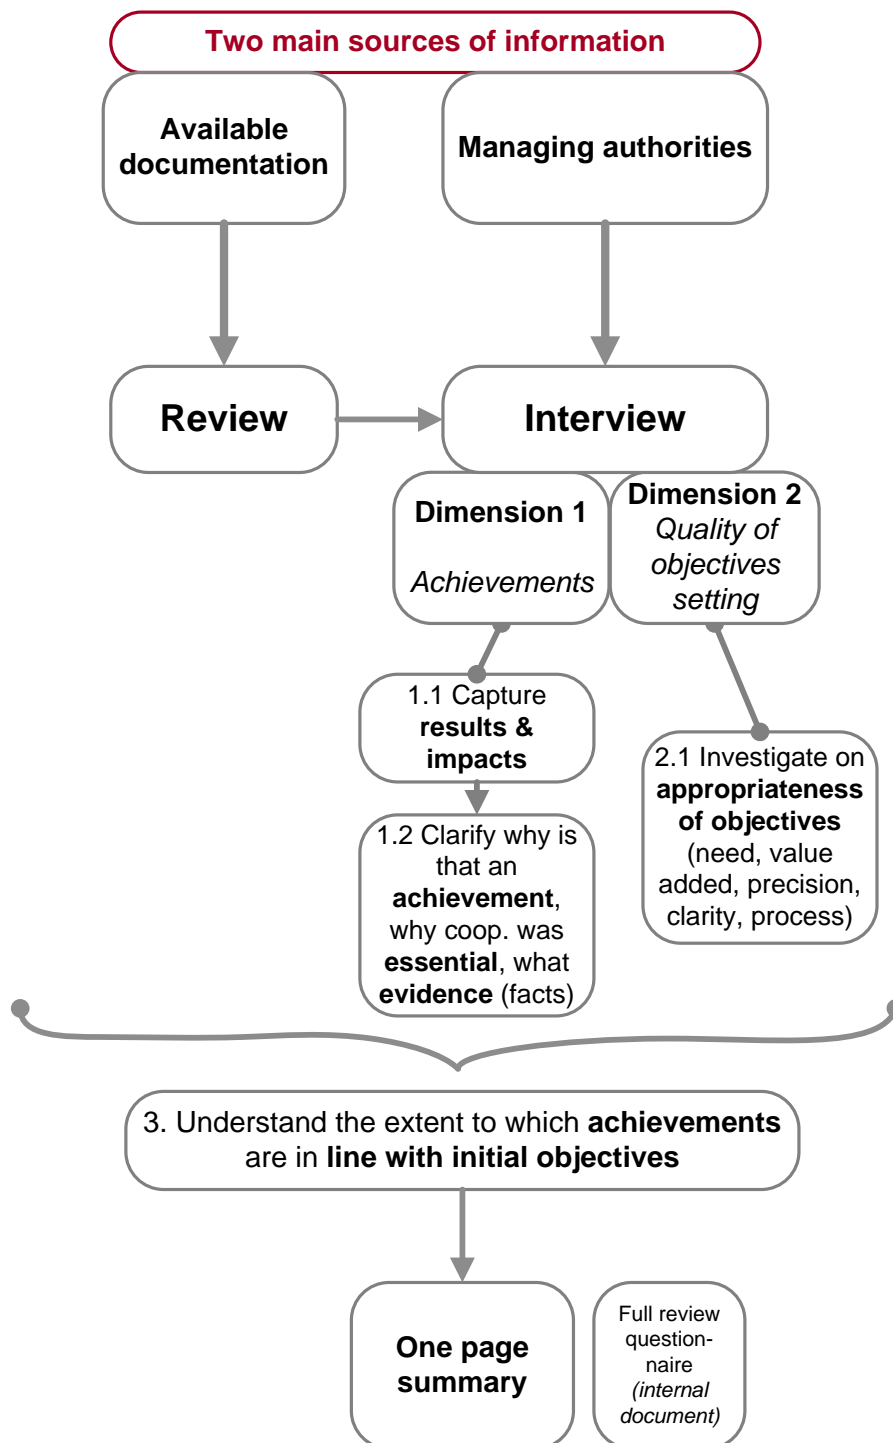 Two main sources of information
Available
documentation
Managing authorities
Review
Interview
Dimension 1
Achievements
Dimension 2
Quality of
objectives
setting
1.1 Capture
results &
impacts
1.2 Clarify why is
that an
achievement,
why coop. was
essential, what
evidence (facts)
2.1 Investigate on
appropriateness
of objectives
(need, value
added, precision,
clarity, process)
3. Understand the extent to which achievements
are in line with initial objectives
One page
summary
Full review
question-
naire
(internal
document)